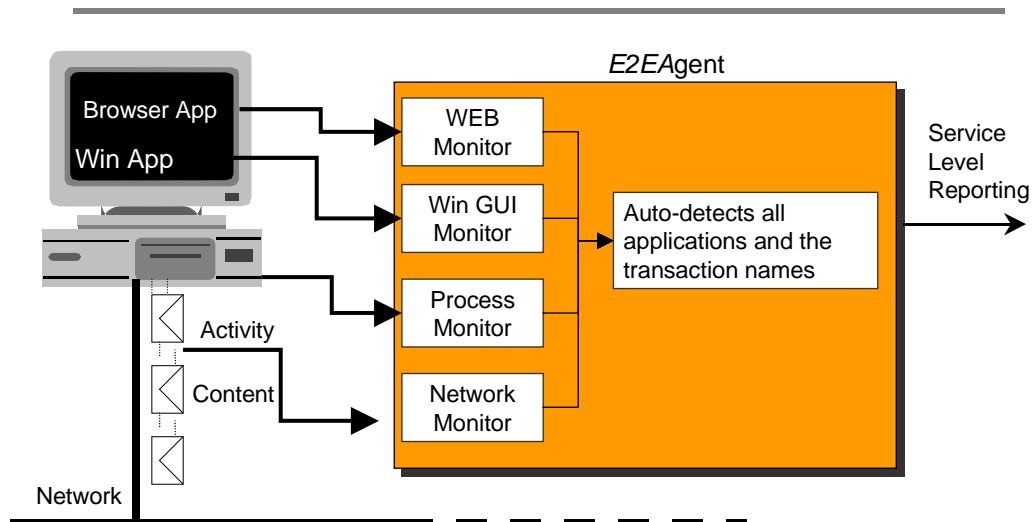 E2EAgent
Browser App
Win App
WEB
Monitor
Win GUI
Monitor
Process
Monitor
Network
Monitor
Auto-detects all
applications and the
transaction names
Service
Level
Reporting
Activity
Content
Network